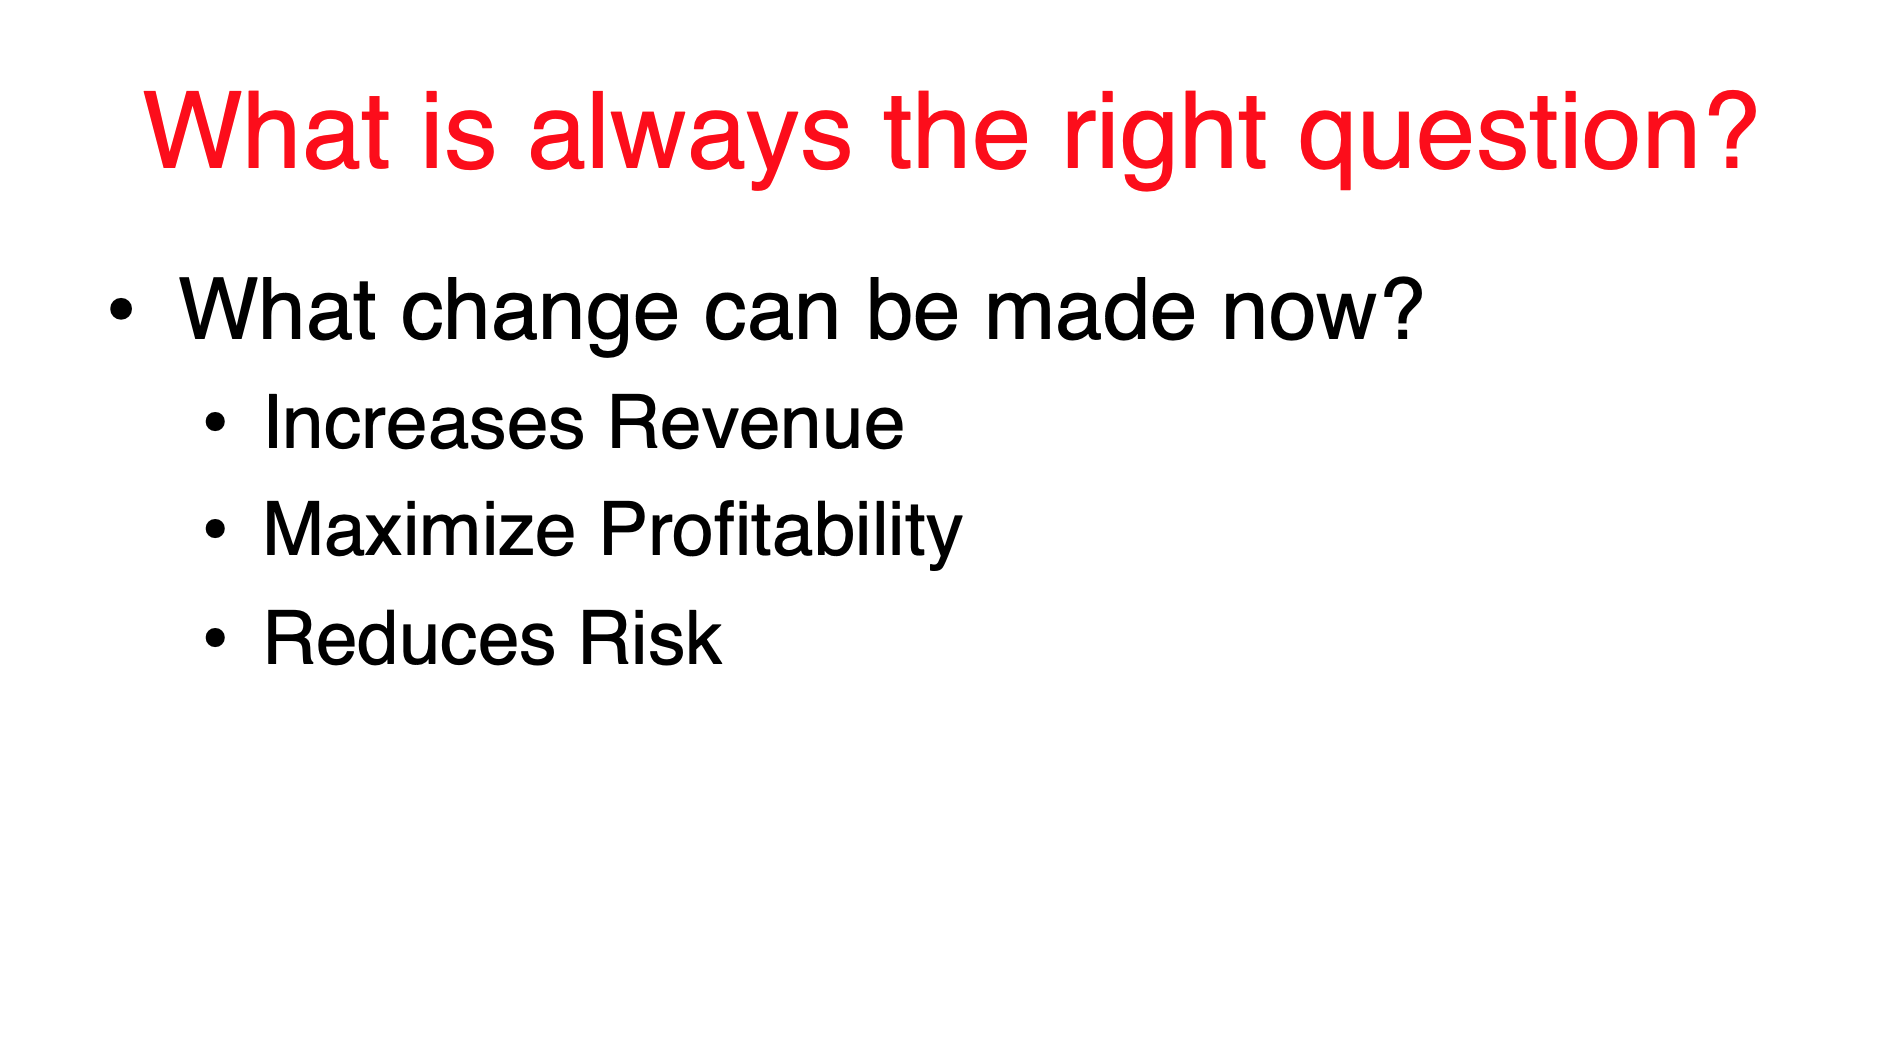 What is always the right question?
• What change can be made now?
• Increases Revenue
• Maximize Profitability
• Reduces Risk